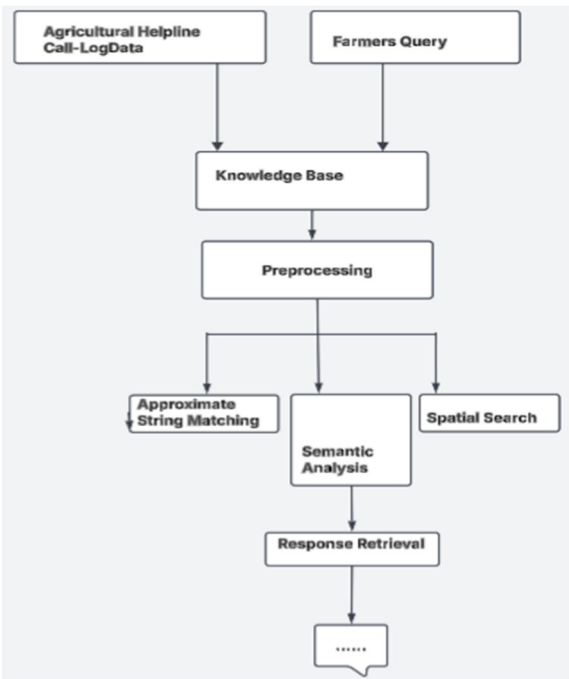 Agricultural Helpline
Call-LogData
Farmers Query
Knowledge Base
Preprocessing
Approximate
String Matching
Semantic
Analysis
Spatial Search
Response Retrieval
......